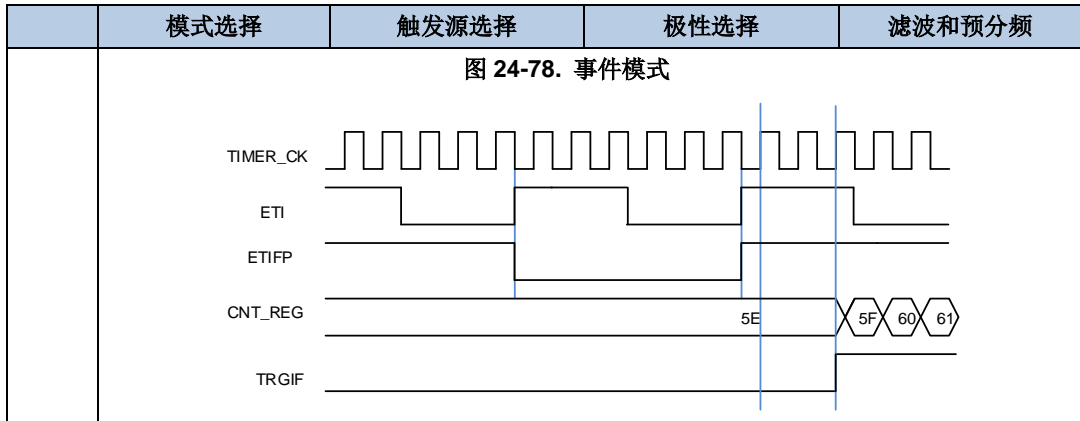 模式选择 触发源选择 极性选择 滤波和预分频
图 24-78. 事件模式
TIMER_CK
ETI
ETIFP
CNT_REG 5E 5F 60 61
TRGIF